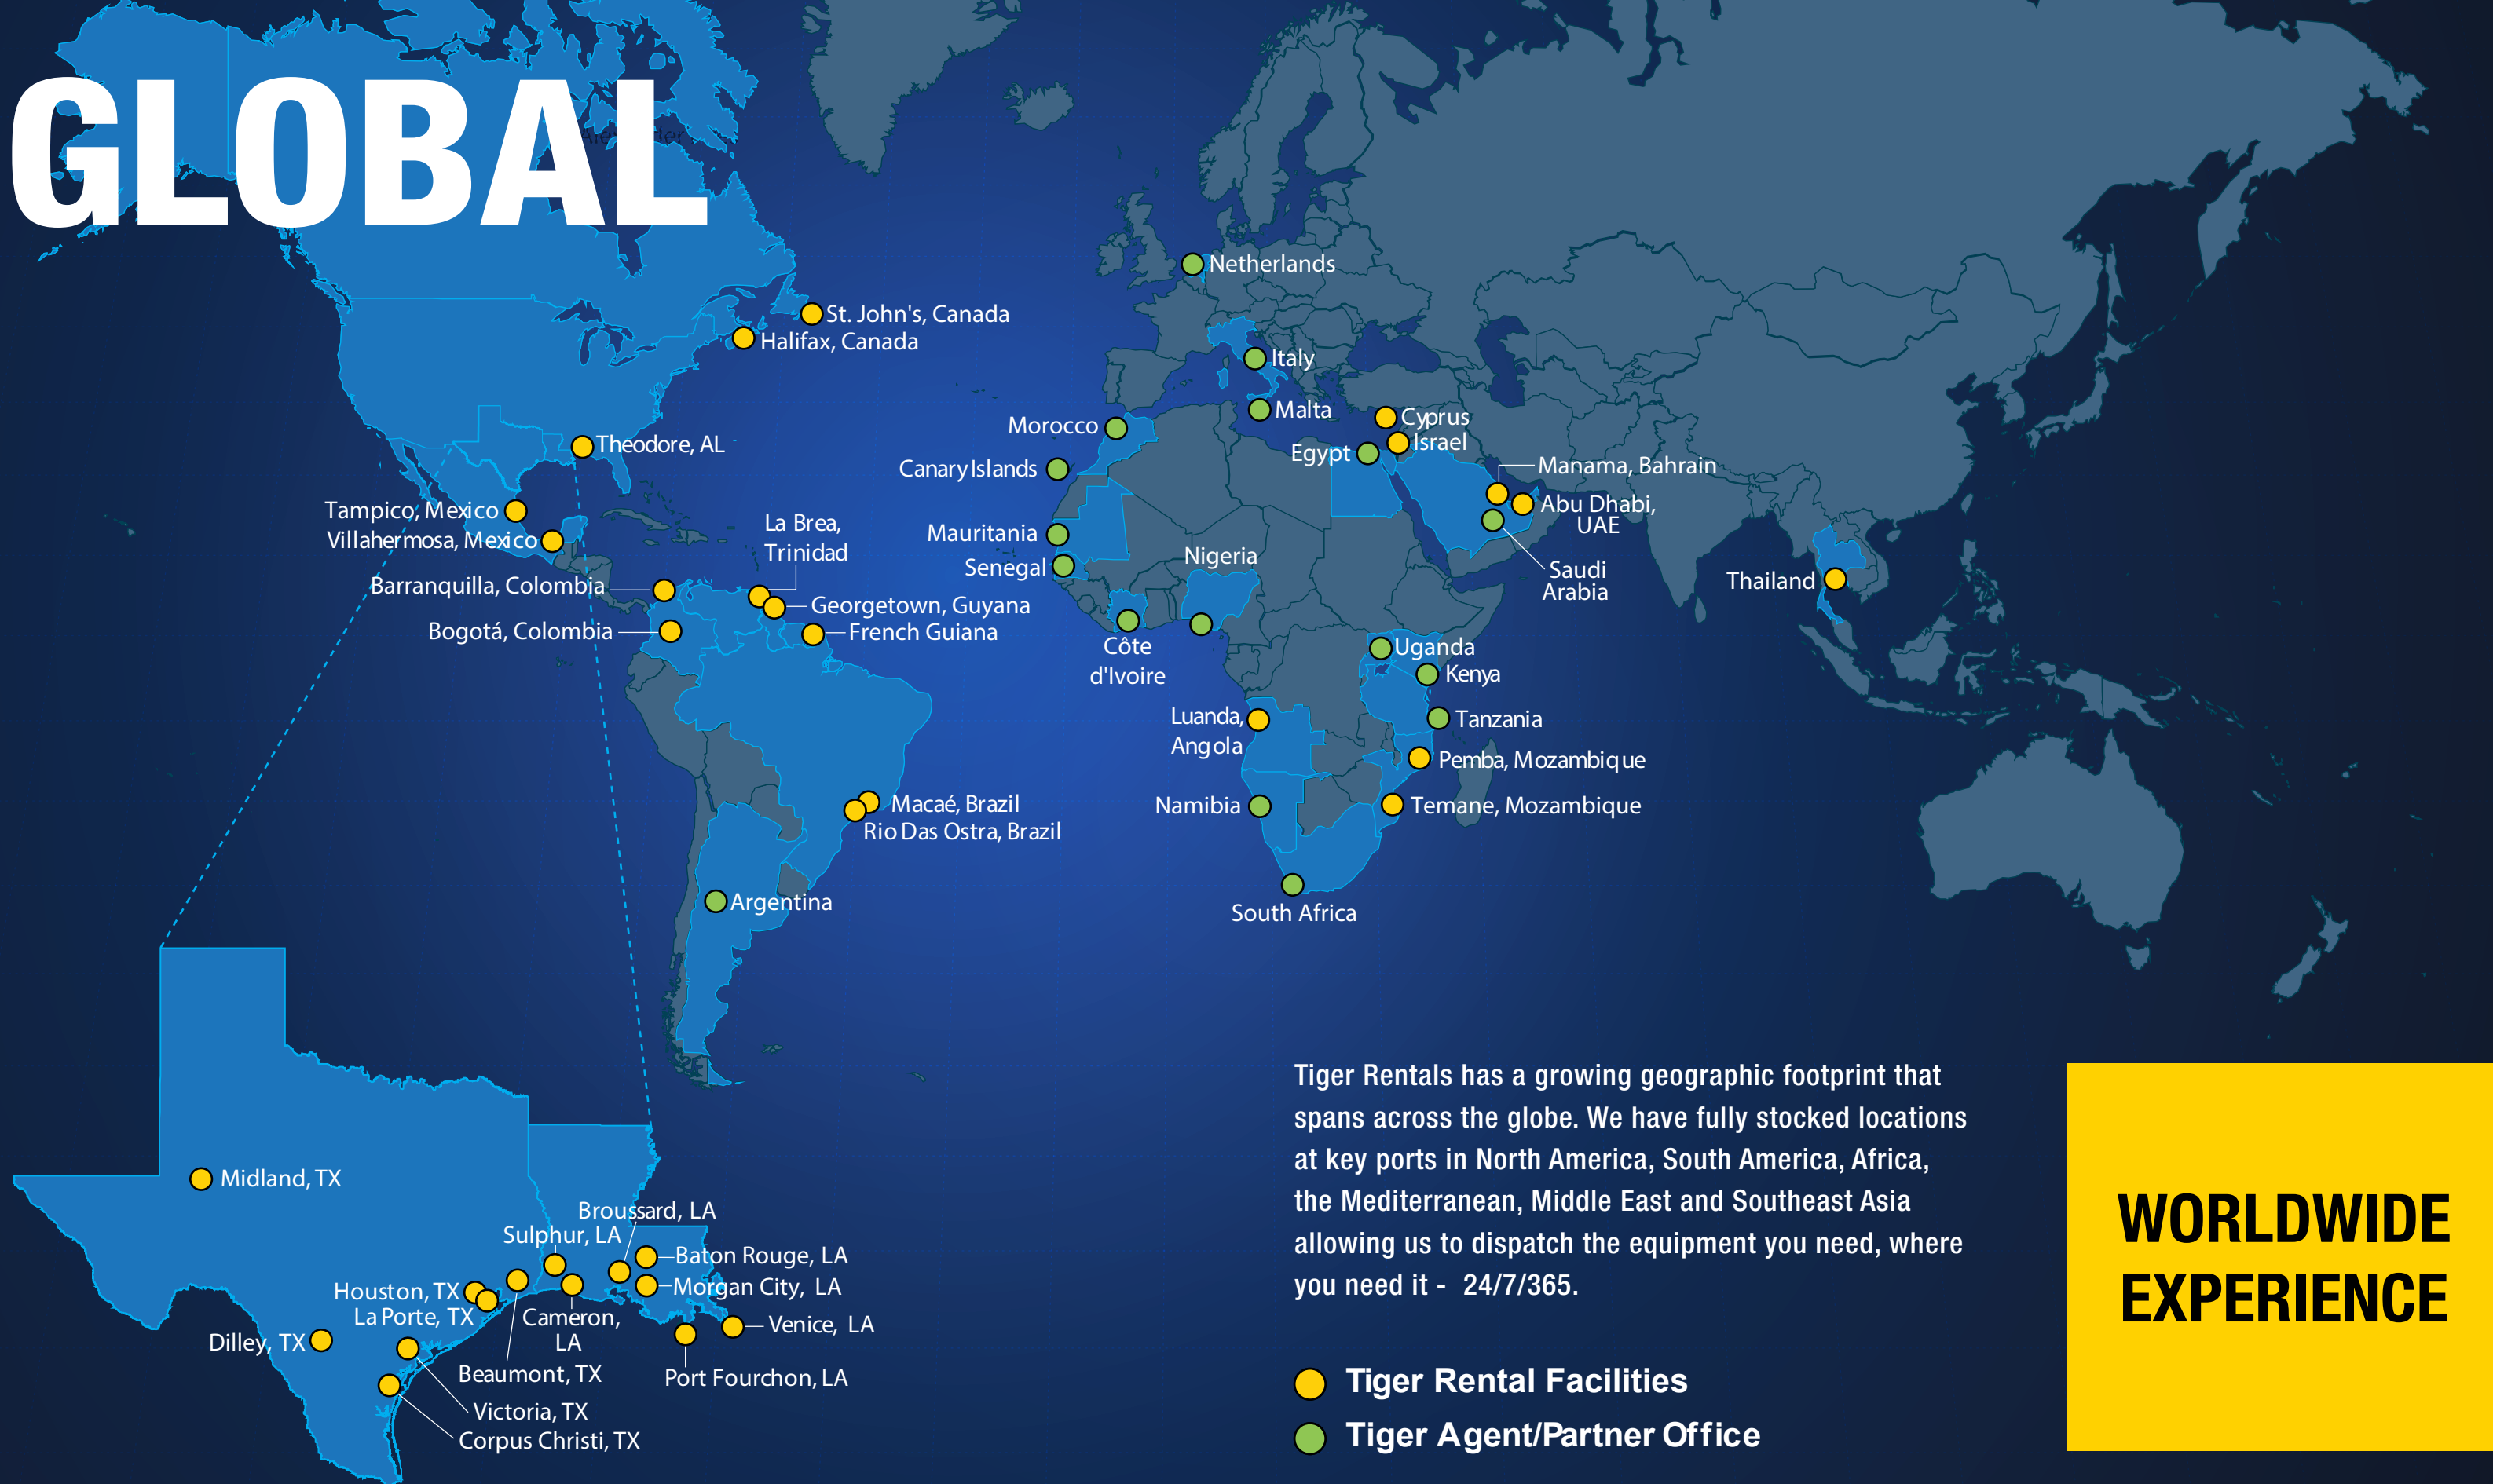 GLOBAL
Netherlands
St. John's, Canada
Halifax, Canada
Italy
Malta
Cyprus
Morocco
Israel
Theodore, AL
Egypt
Manama, Bahrain
Canary Islands
Abu Dhabi,
UAE
Tampico, Mexico
La Brea,
Trinidad
Mauritania
Villahermosa, Mexico
Nigeria
Senegal
Saudi
Arabia
Thailand
Barranquilla, Colombia
Georgetown, Guyana
Bogotá, Colombia
French Guiana
Côte
d'Ivoire
Uganda
Kenya
Luanda,
Angola
Tanzania
Pemba, Mozambique
Macaé, Brazil
Namibia
Temane, Mozambique
Rio Das Ostra, Brazil
Argentina
South Africa
Tiger Rentals has a growing geographic footprint that
spans across the globe. We have fully stocked locations
at key ports in North America, South America, Africa,
the Mediterranean, Middle East and Southeast Asia
allowing us to dispatch the equipment you need, where
you need it - 24/7/365.
WORLDWIDE
EXPERIENCE
Midland, TX
Broussard, LA
Sulphur, LA
Baton Rouge, LA
Morgan City, LA
Houston, TX
La Porte, TX
Cameron,
LA
Venice, LA
Dilley, TX
Beaumont, TX
Port Fourchon, LA
Victoria, TX
Corpus Christi, TX
Tiger Rental Facilities
Tiger Agent/Partner Office